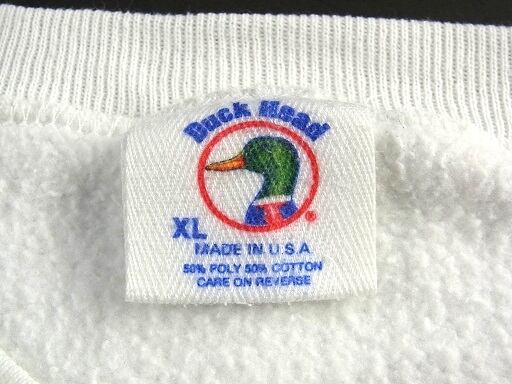 Duck Head
®
XL
MADE IN U.S.A
50% POLY 50% COTTON
CARE ON REVERSE